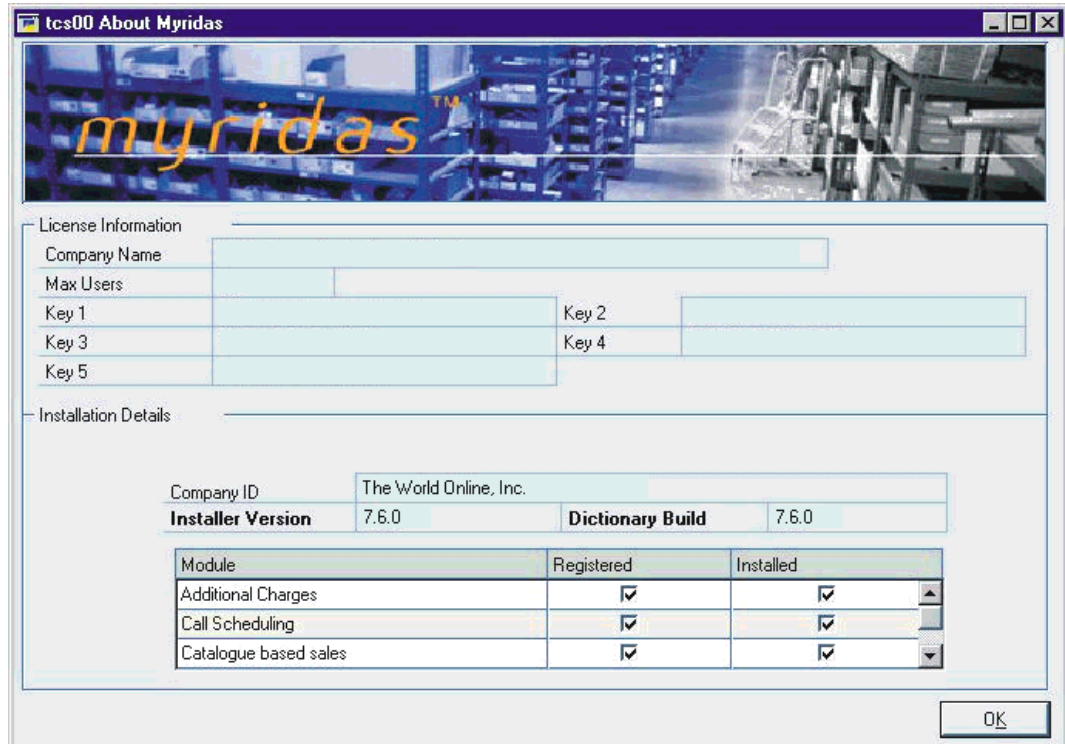 tcs00 About Myridas
myridas™
License Information
Company Name
Max Users
Key 1 Key 2
Key 3 Key 4
Key 5
Installation Details
Company ID The World Online, Inc.
Installer Version 7.6.0 Dictionary Build 7.6.0
Module Registered Installed
Additional Charges
Call Scheduling
Catalogue based sales
OK